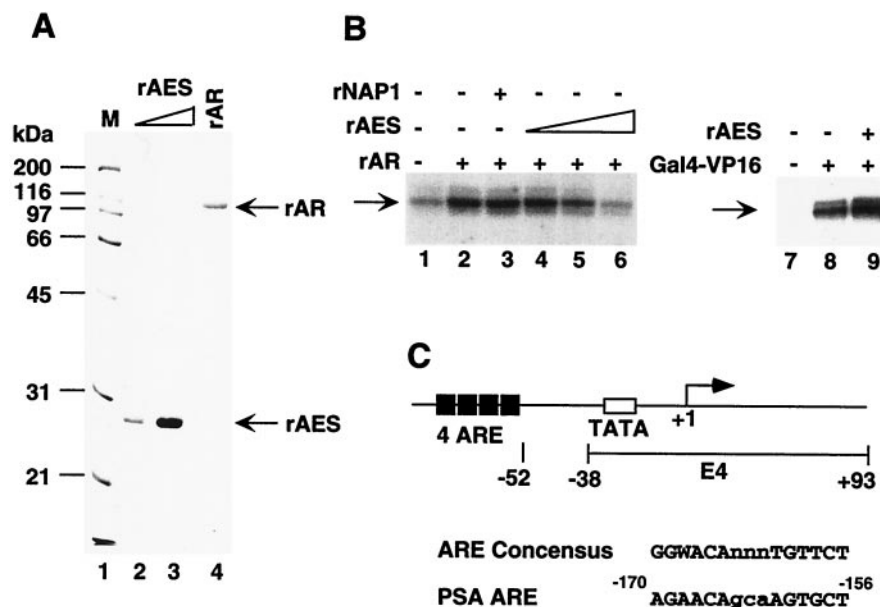 A
rAES
M
rAR
kDa
200
116
97
66
45
31
21
rAR
rAES
1 2 3 4
B
rNAP1 - - + - - -
rAES - - -
rAR - + + + + +
1 2 3 4 5 6
rAES - - +
Gal4-VP16 - + +
7 8 9
C
4 ARE
TATA
+1
-52
-38
E4
+93
ARE Concensus GGWACAnnnTGTTCT
-170 -156
PSA ARE AGAACAgcaAGTGCT